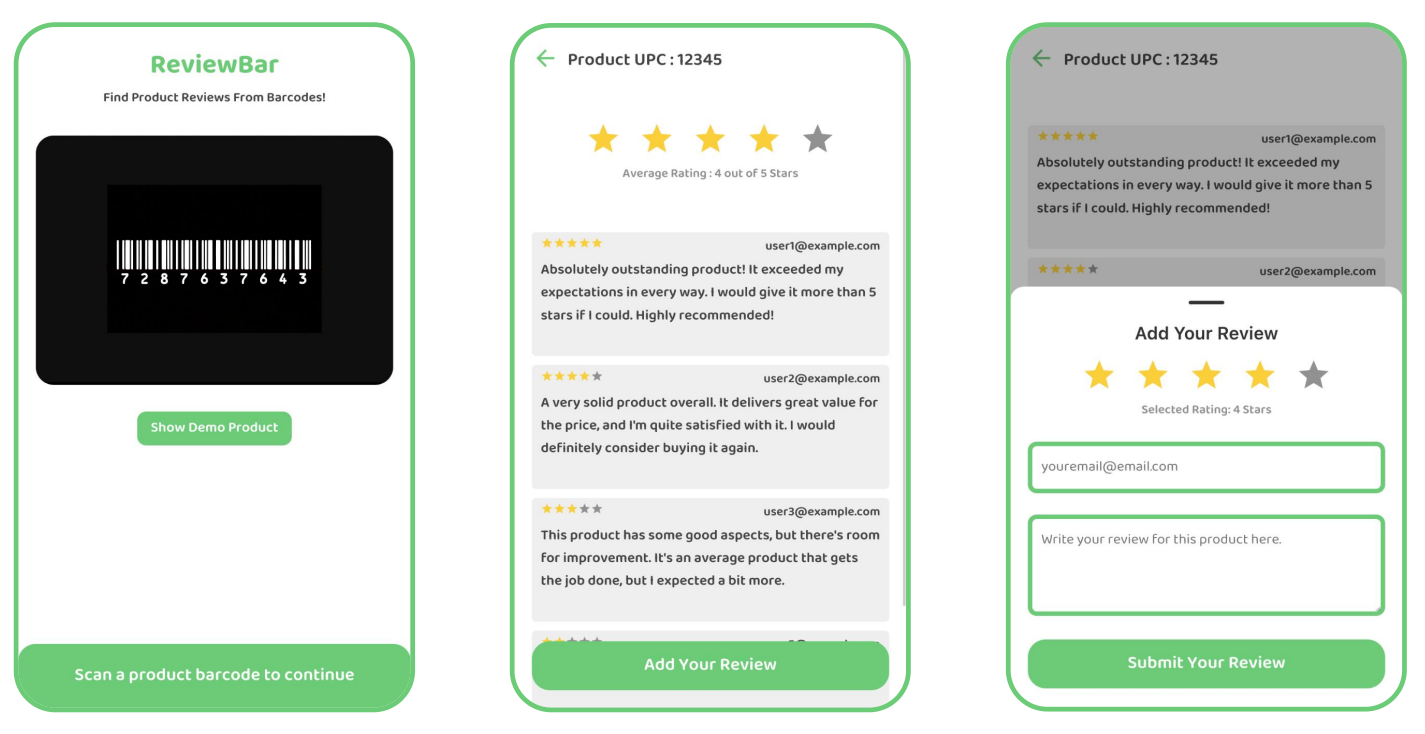 ReviewBar
Find Product Reviews From Barcodes!
7 2 8 7 6 3 7 6 4 3
Show Demo Product
Scan a product barcode to continue
Product UPC : 12345
Average Rating : 4 out of 5 Stars
user1@example.com
Absolutely outstanding product! It exceeded my
expectations in every way. I would give it more than 5
stars if I could. Highly recommended!
user2@example.com
A very solid product overall. It delivers great value for
the price, and I'm quite satisfied with it. I would
definitely consider buying it again.
user3@example.com
This product has some good aspects, but there's room
for improvement. It's an average product that gets
the job done, but I expected a bit more.
Add Your Review
Product UPC : 12345
user1@example.com
Absolutely outstanding product! It exceeded my
expectations in every way. I would give it more than 5
stars if I could. Highly recommended!
user2@example.com
Add Your Review
Selected Rating: 4 Stars
youremail@email.com
Write your review for this product here.
Submit Your Review